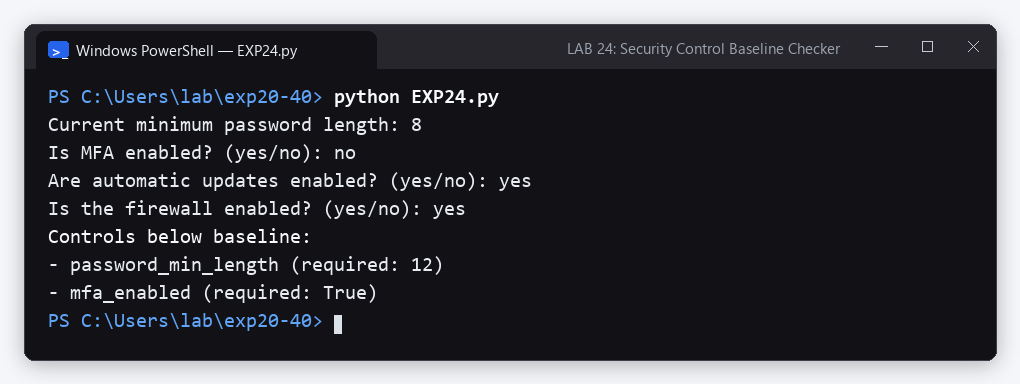 Windows PowerShell — EXP24.py
LAB 24: Security Control Baseline Checker
PS C:\Users\lab\exp20-40> python EXP24.py
Current minimum password length: 8
Is MFA enabled? (yes/no): no
Are automatic updates enabled? (yes/no): yes
Is the firewall enabled? (yes/no): yes
Controls below baseline:
- password_min_length (required: 12)
- mfa_enabled (required: True)
PS C:\Users\lab\exp20-40>